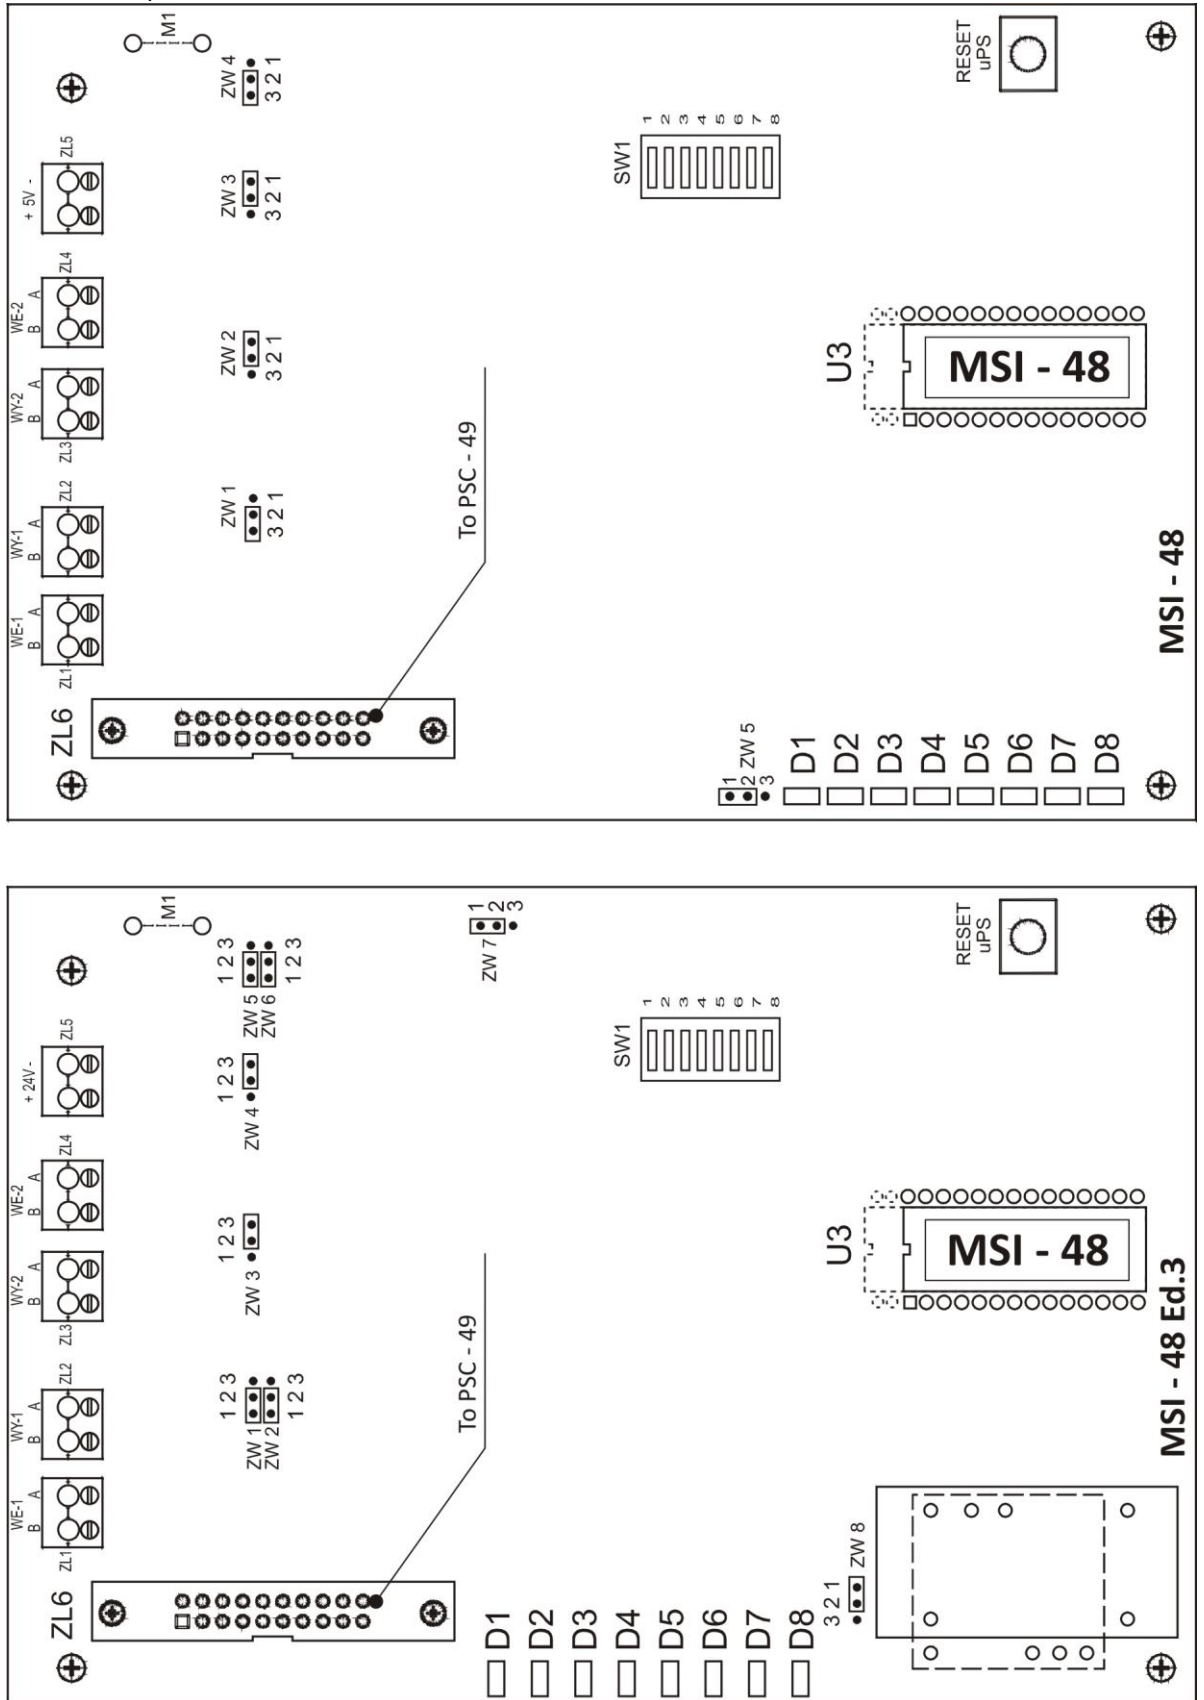 M1
ZW 4
3 2 1
RESET
uPS
+ 5V -
ZL5
ZW 3
3 2 1
SW1
1 2 3 4 5 6 7 8
WE-2
B A
ZL4
ZW 2
3 2 1
U3
MSI - 48
WY-2
B A
ZL3
To PSC - 49
WY-1
B A
ZL2
ZW 1
3 2 1
WE-1
B A
ZL1
MSI - 48
ZL6
1
2
3
ZW 5
D1
D2
D3
D4
D5
D6
D7
D8
M1
1 2 3
ZW 5
ZW 6
1 2 3
ZW 7
1
2
3
RESET
uPS
+ 24V -
ZL5
1 2 3
ZW 4
SW1
1 2 3 4 5 6 7 8
WE-2
B A
ZL4
1 2 3
ZW 3
U3
MSI - 48
WY-2
B A
ZL3
To PSC - 49
WY-1
B A
ZL2
1 2 3
ZW 1
ZW 2
1 2 3
MSI - 48 Ed.3
WE-1
B A
ZL1
ZL6
3 2 1
ZW 8
D1
D2
D3
D4
D5
D6
D7
D8